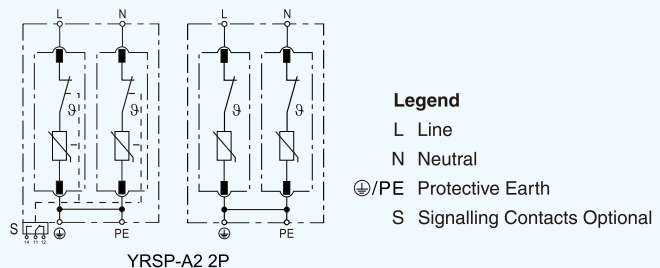 L N L N
ϑ ϑ ϑ ϑ
S 14 11 12 PE PE
YRSP-A2 2P
Legend
L Line
N Neutral
⏚/PE Protective Earth
S Signalling Contacts Optional